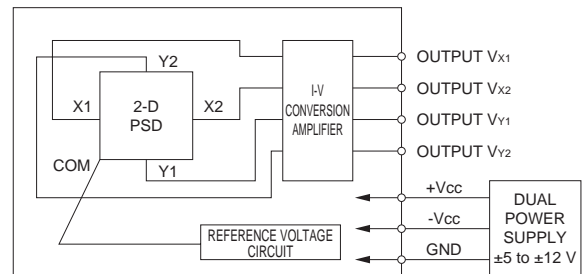 Y2
X1
2-D
PSD
X2
COM
Y1
I-V
CONVERSION
AMPLIFIER
OUTPUT VX1
OUTPUT VX2
OUTPUT VY1
OUTPUT VY2
REFERENCE VOLTAGE
CIRCUIT
+Vcc
-Vcc
GND
DUAL
POWER
SUPPLY
±5 to ±12 V